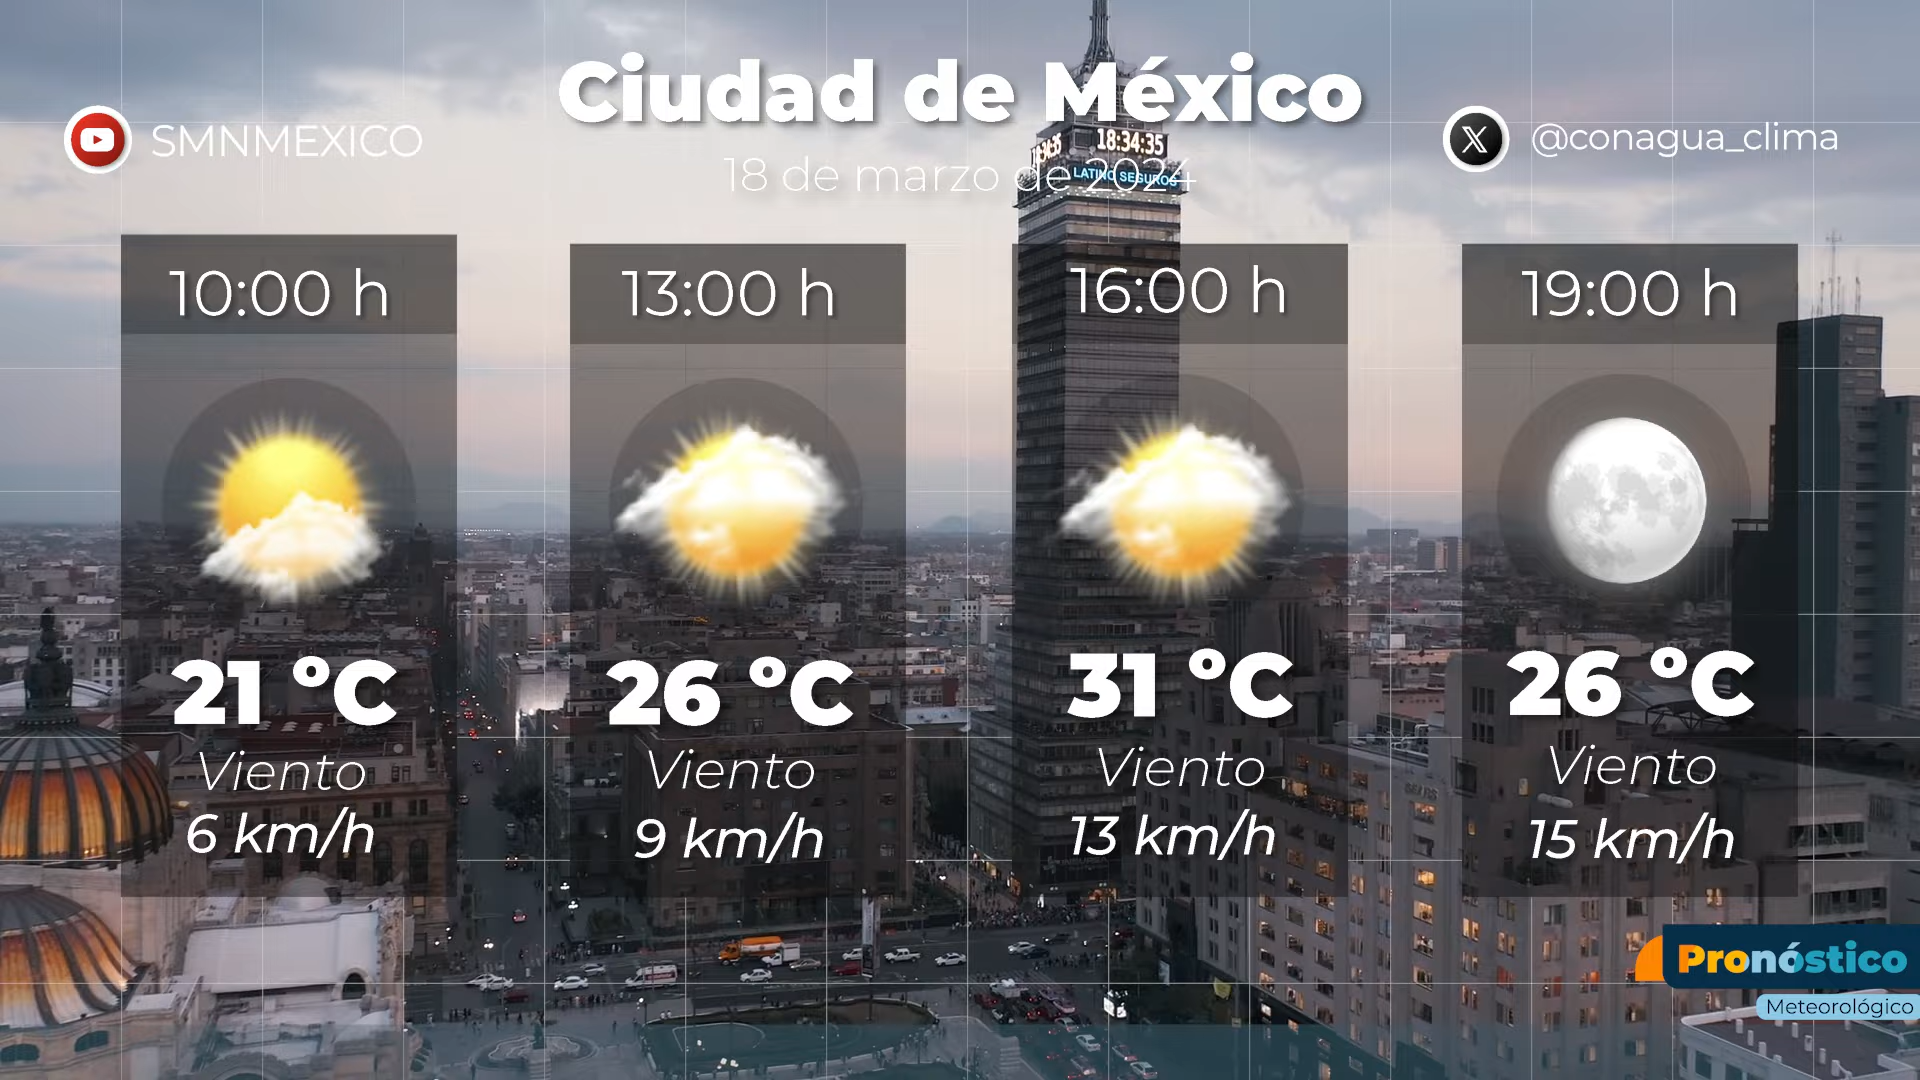 Ciudad de México
18 de marzo de 2024
SMNMEXICO
@conagua_clima
18:34:35
LATINO SEGUROS
10:00 h
21 °C
Viento
6 km/h
13:00 h
26 °C
Viento
9 km/h
16:00 h
31 °C
Viento
13 km/h
19:00 h
26 °C
Viento
15 km/h
SEARS
Pronóstico
Meteorológico